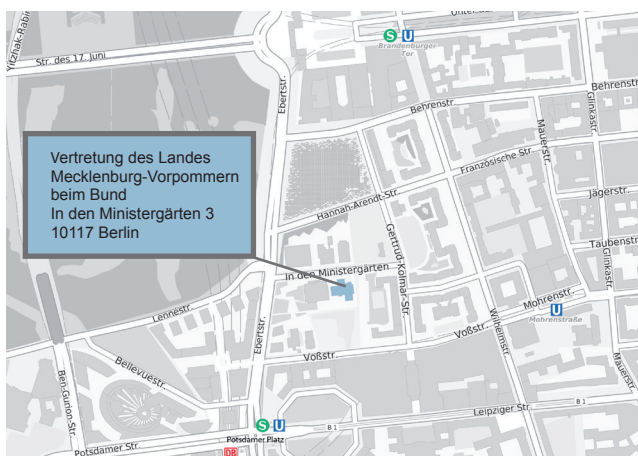 Yitzhak-Rabin
Str. des 17. Juni
Ebertstr.
S U
Brandenburger
Tor
Behrenstr.
Behrenstr
Glinkastr.
Mauerstr.
Französische Str.
Vertretung des Landes
Mecklenburg-Vorpommern
beim Bund
In den Ministergärten 3
10117 Berlin
Hannah-Arendt-Str
Jägerstr.
Gertrud-Kolmar-Str.
Taubenstr.
In den Ministergärten
Glinkastr.
Mohrenstr.
U
Mohrenstraße
Lennéstr.
Ebertstr.
Voßstr.
Wilhelmstr.
Voßstr.
Bellevuestr.
Ben-Gurion-Str.
Mauerstr.
B 1
Leipziger Str.
S U
B 1
Potsdamer Platz
Potsdamer Str.
DB